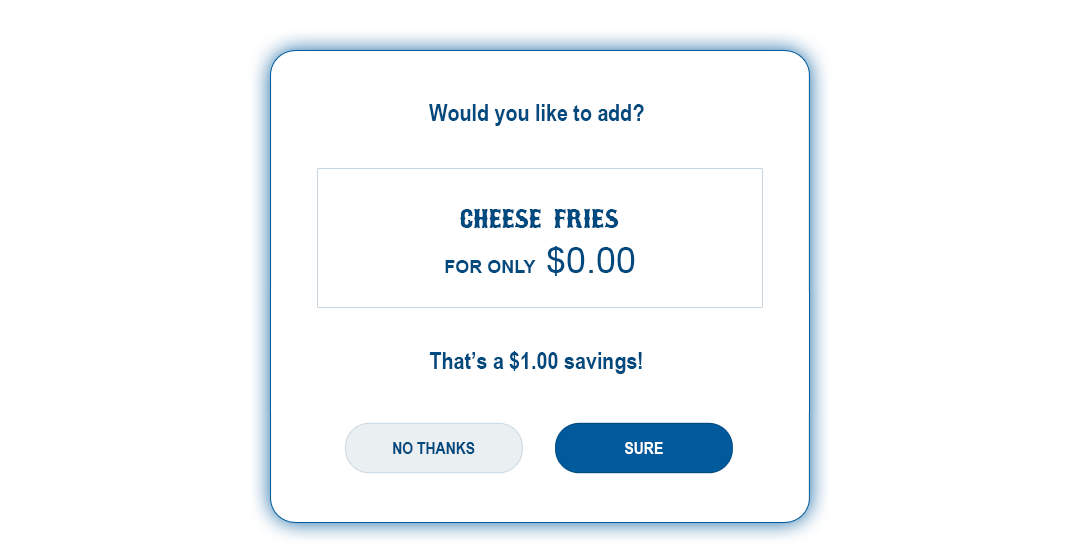 Would you like to add?
CHEESE FRIES
FOR ONLY $0.00
That’s a $1.00 savings!
NO THANKS
SURE